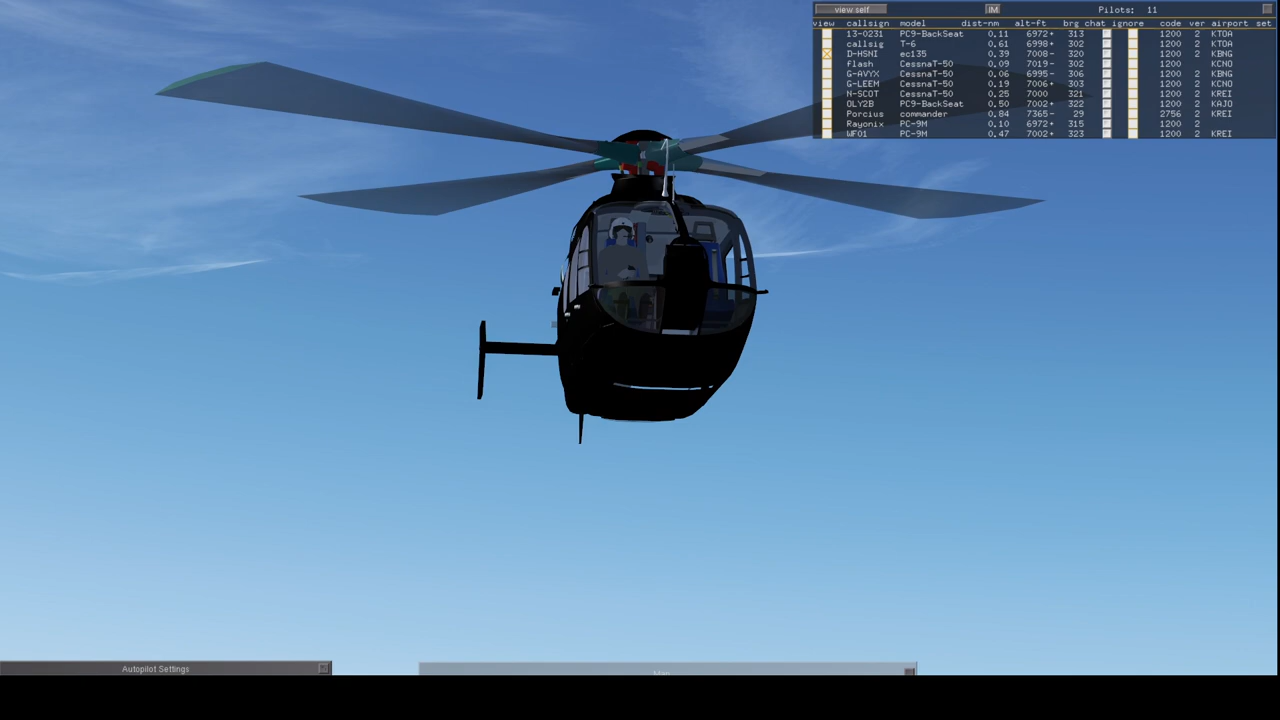 view self IM Pilots: 11
view callsign model dist-nm alt-ft brg chat ignore code ver airport set
13-0231 PC9-BackSeat 0.11 6972+ 313 1200 2 KTOA
callsig T-6 0.61 6998+ 302 1200 2 KTOA
D-HSNI ec135 0.39 7008- 320 1200 2 KBNG
flash CessnaT-50 0.09 7019- 302 1200 KCNO
G-AVYX CessnaT-50 0.06 6995- 306 1200 2 KBNG
G-LEEM CessnaT-50 0.19 7006+ 303 1200 2 KCNO
N-SCOT CessnaT-50 0.25 7000 321 1200 2 KREI
OLY2B PC9-BackSeat 0.50 7002+ 322 1200 2 KAJO
Porcius commander 0.84 7365- 29 2756 2 KREI
Rayonix PC-9M 0.10 6972+ 315 1200 2
WF01 PC-9M 0.47 7002+ 323 1200 2 KREI
Autopilot Settings